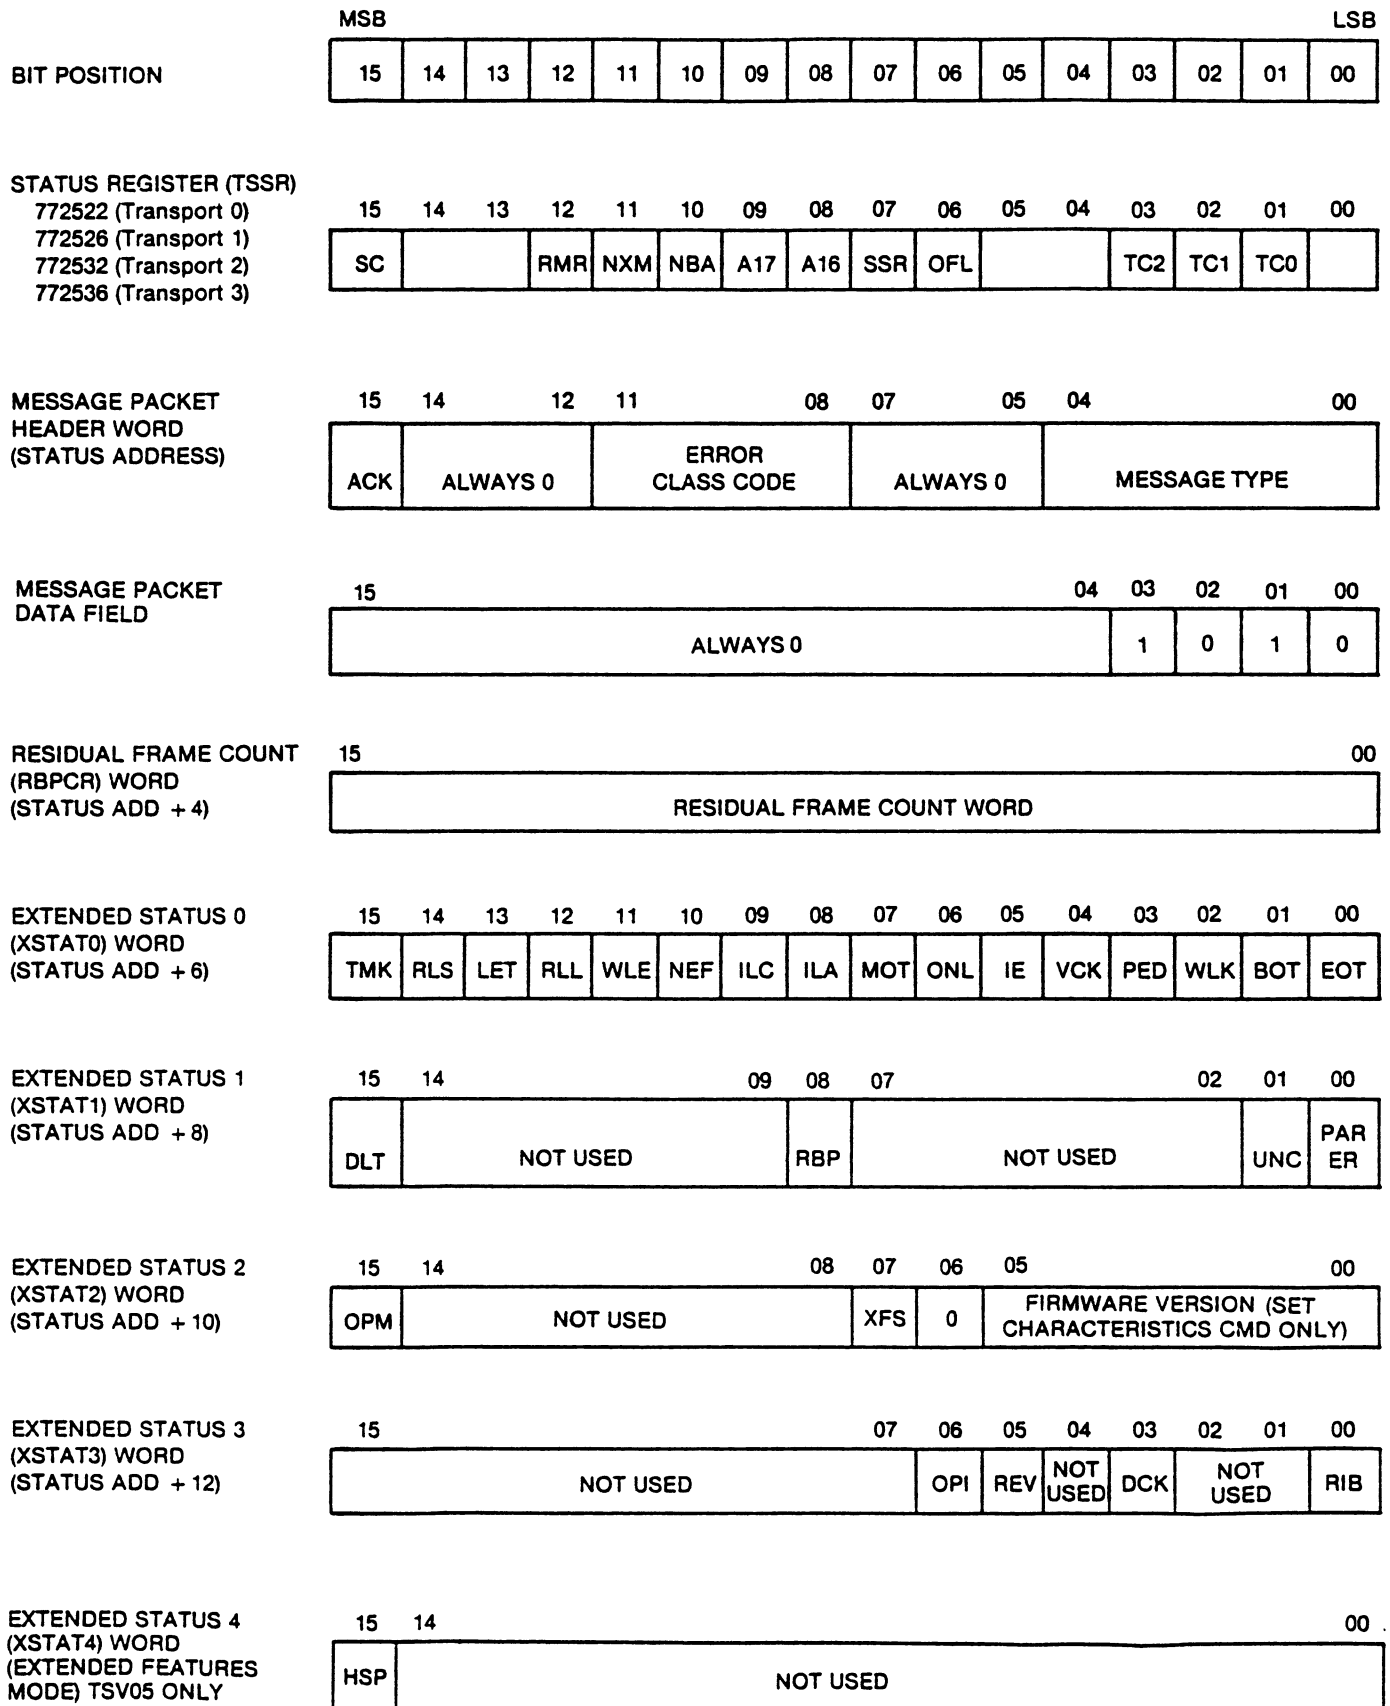 MSB LSB
BIT POSITION 15 14 13 12 11 10 09 08 07 06 05 04 03 02 01 00
STATUS REGISTER (TSSR)
772522 (Transport 0) 15 14 13 12 11 10 09 08 07 06 05 04 03 02 01 00
772526 (Transport 1)
772532 (Transport 2) SC RMR NXM NBA A17 A16 SSR OFL TC2 TC1 TC0
772536 (Transport 3)
MESSAGE PACKET 15 14 12 11 08 07 05 04 00
HEADER WORD
(STATUS ADDRESS)
ACK ALWAYS 0 ERROR
CLASS CODE ALWAYS 0 MESSAGE TYPE
MESSAGE PACKET 15 04 03 02 01 00
DATA FIELD
ALWAYS 0 1 0 1 0
RESIDUAL FRAME COUNT 15 00
(RBPCR) WORD
(STATUS ADD + 4) RESIDUAL FRAME COUNT WORD
EXTENDED STATUS 0 15 14 13 12 11 10 09 08 07 06 05 04 03 02 01 00
(XSTAT0) WORD
(STATUS ADD + 6) TMK RLS LET RLL WLE NEF ILC ILA MOT ONL IE VCK PED WLK BOT EOT
EXTENDED STATUS 1 15 14 09 08 07 02 01 00
(XSTAT1) WORD
(STATUS ADD + 8)
DLT NOT USED RBP NOT USED UNC PAR
ER
EXTENDED STATUS 2 15 14 08 07 06 05 00
(XSTAT2) WORD
(STATUS ADD + 10) OPM NOT USED XFS 0 FIRMWARE VERSION (SET
CHARACTERISTICS CMD ONLY)
EXTENDED STATUS 3 15 07 06 05 04 03 02 01 00
(XSTAT3) WORD
(STATUS ADD + 12) NOT USED OPI REV NOT
USED DCK NOT
USED RIB
EXTENDED STATUS 4 15 14 00
(XSTAT4) WORD
(EXTENDED FEATURES
MODE) TSV05 ONLY HSP NOT USED